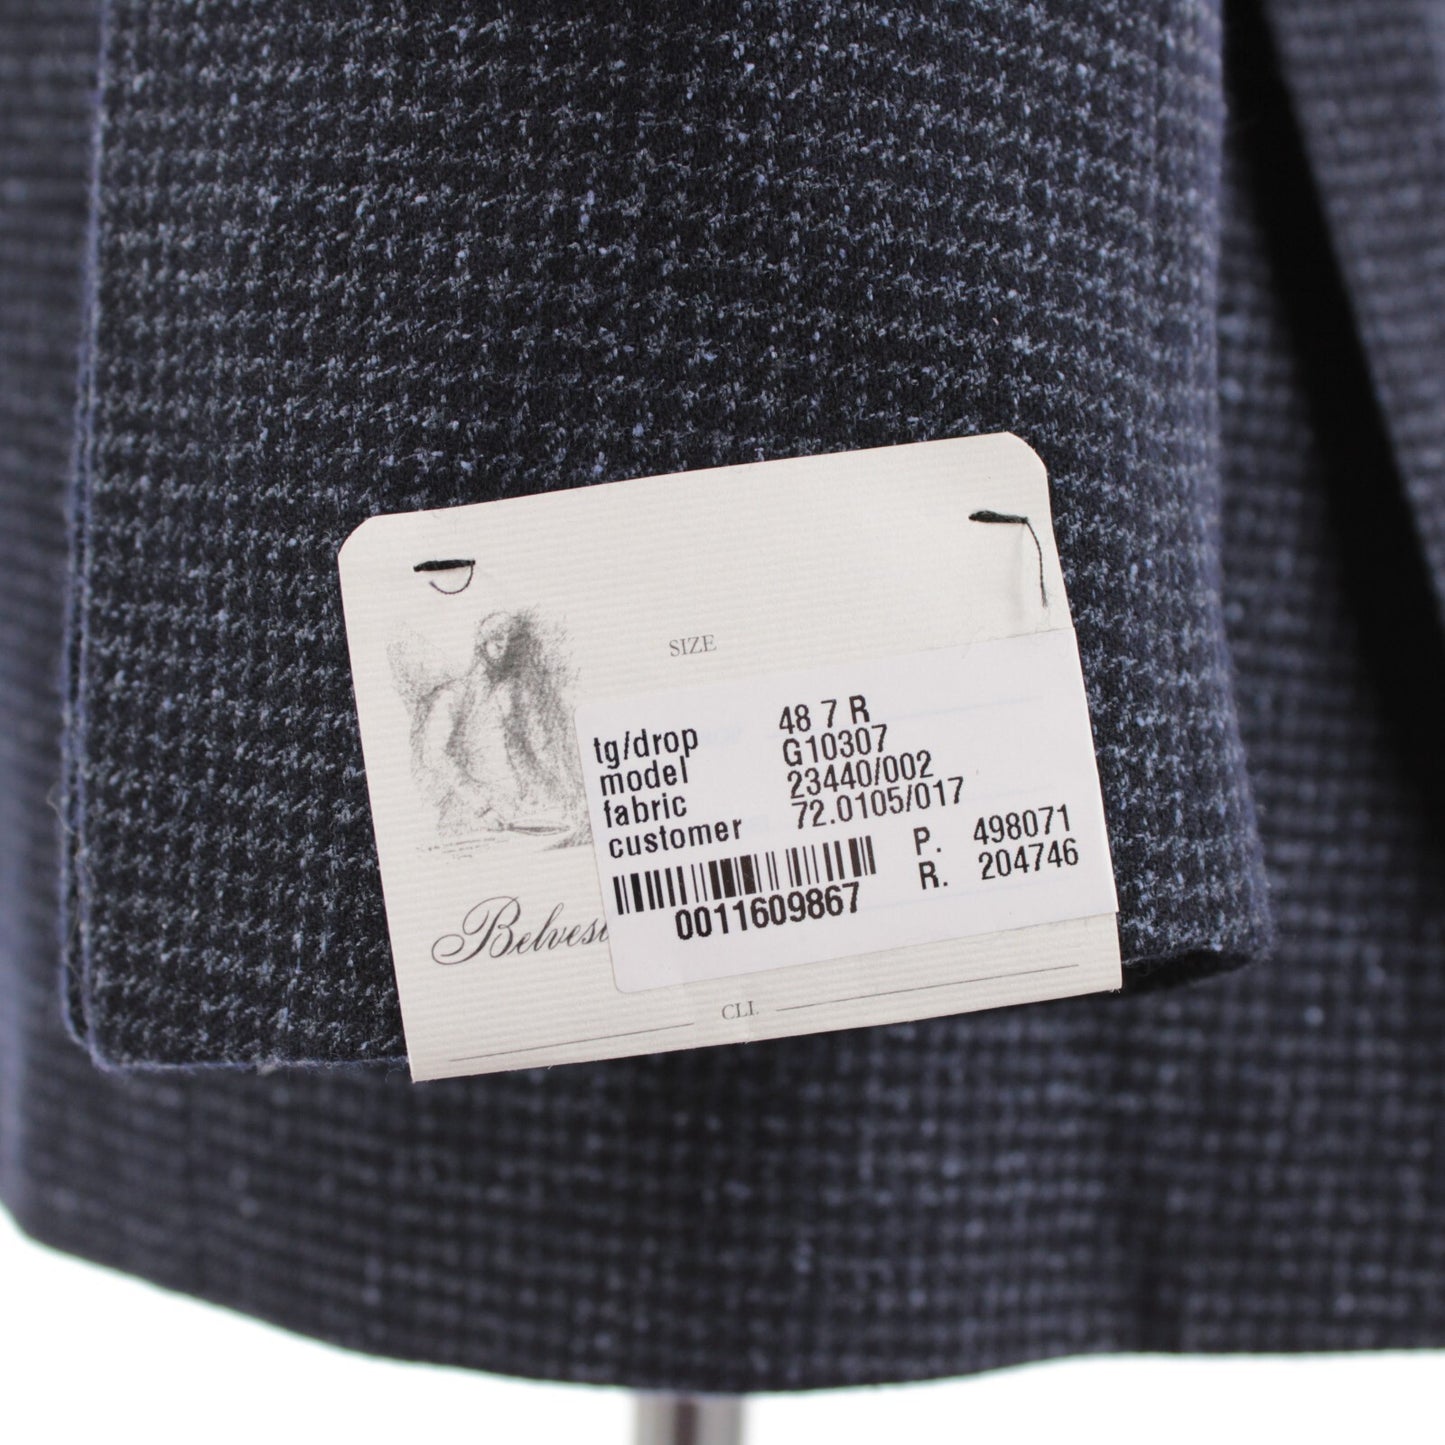 SIZE
tg/drop 48 7 R
model G10307
fabric 23440/002
customer 72.0105/017
P. 498071
R. 204746
0011609867
CLI.